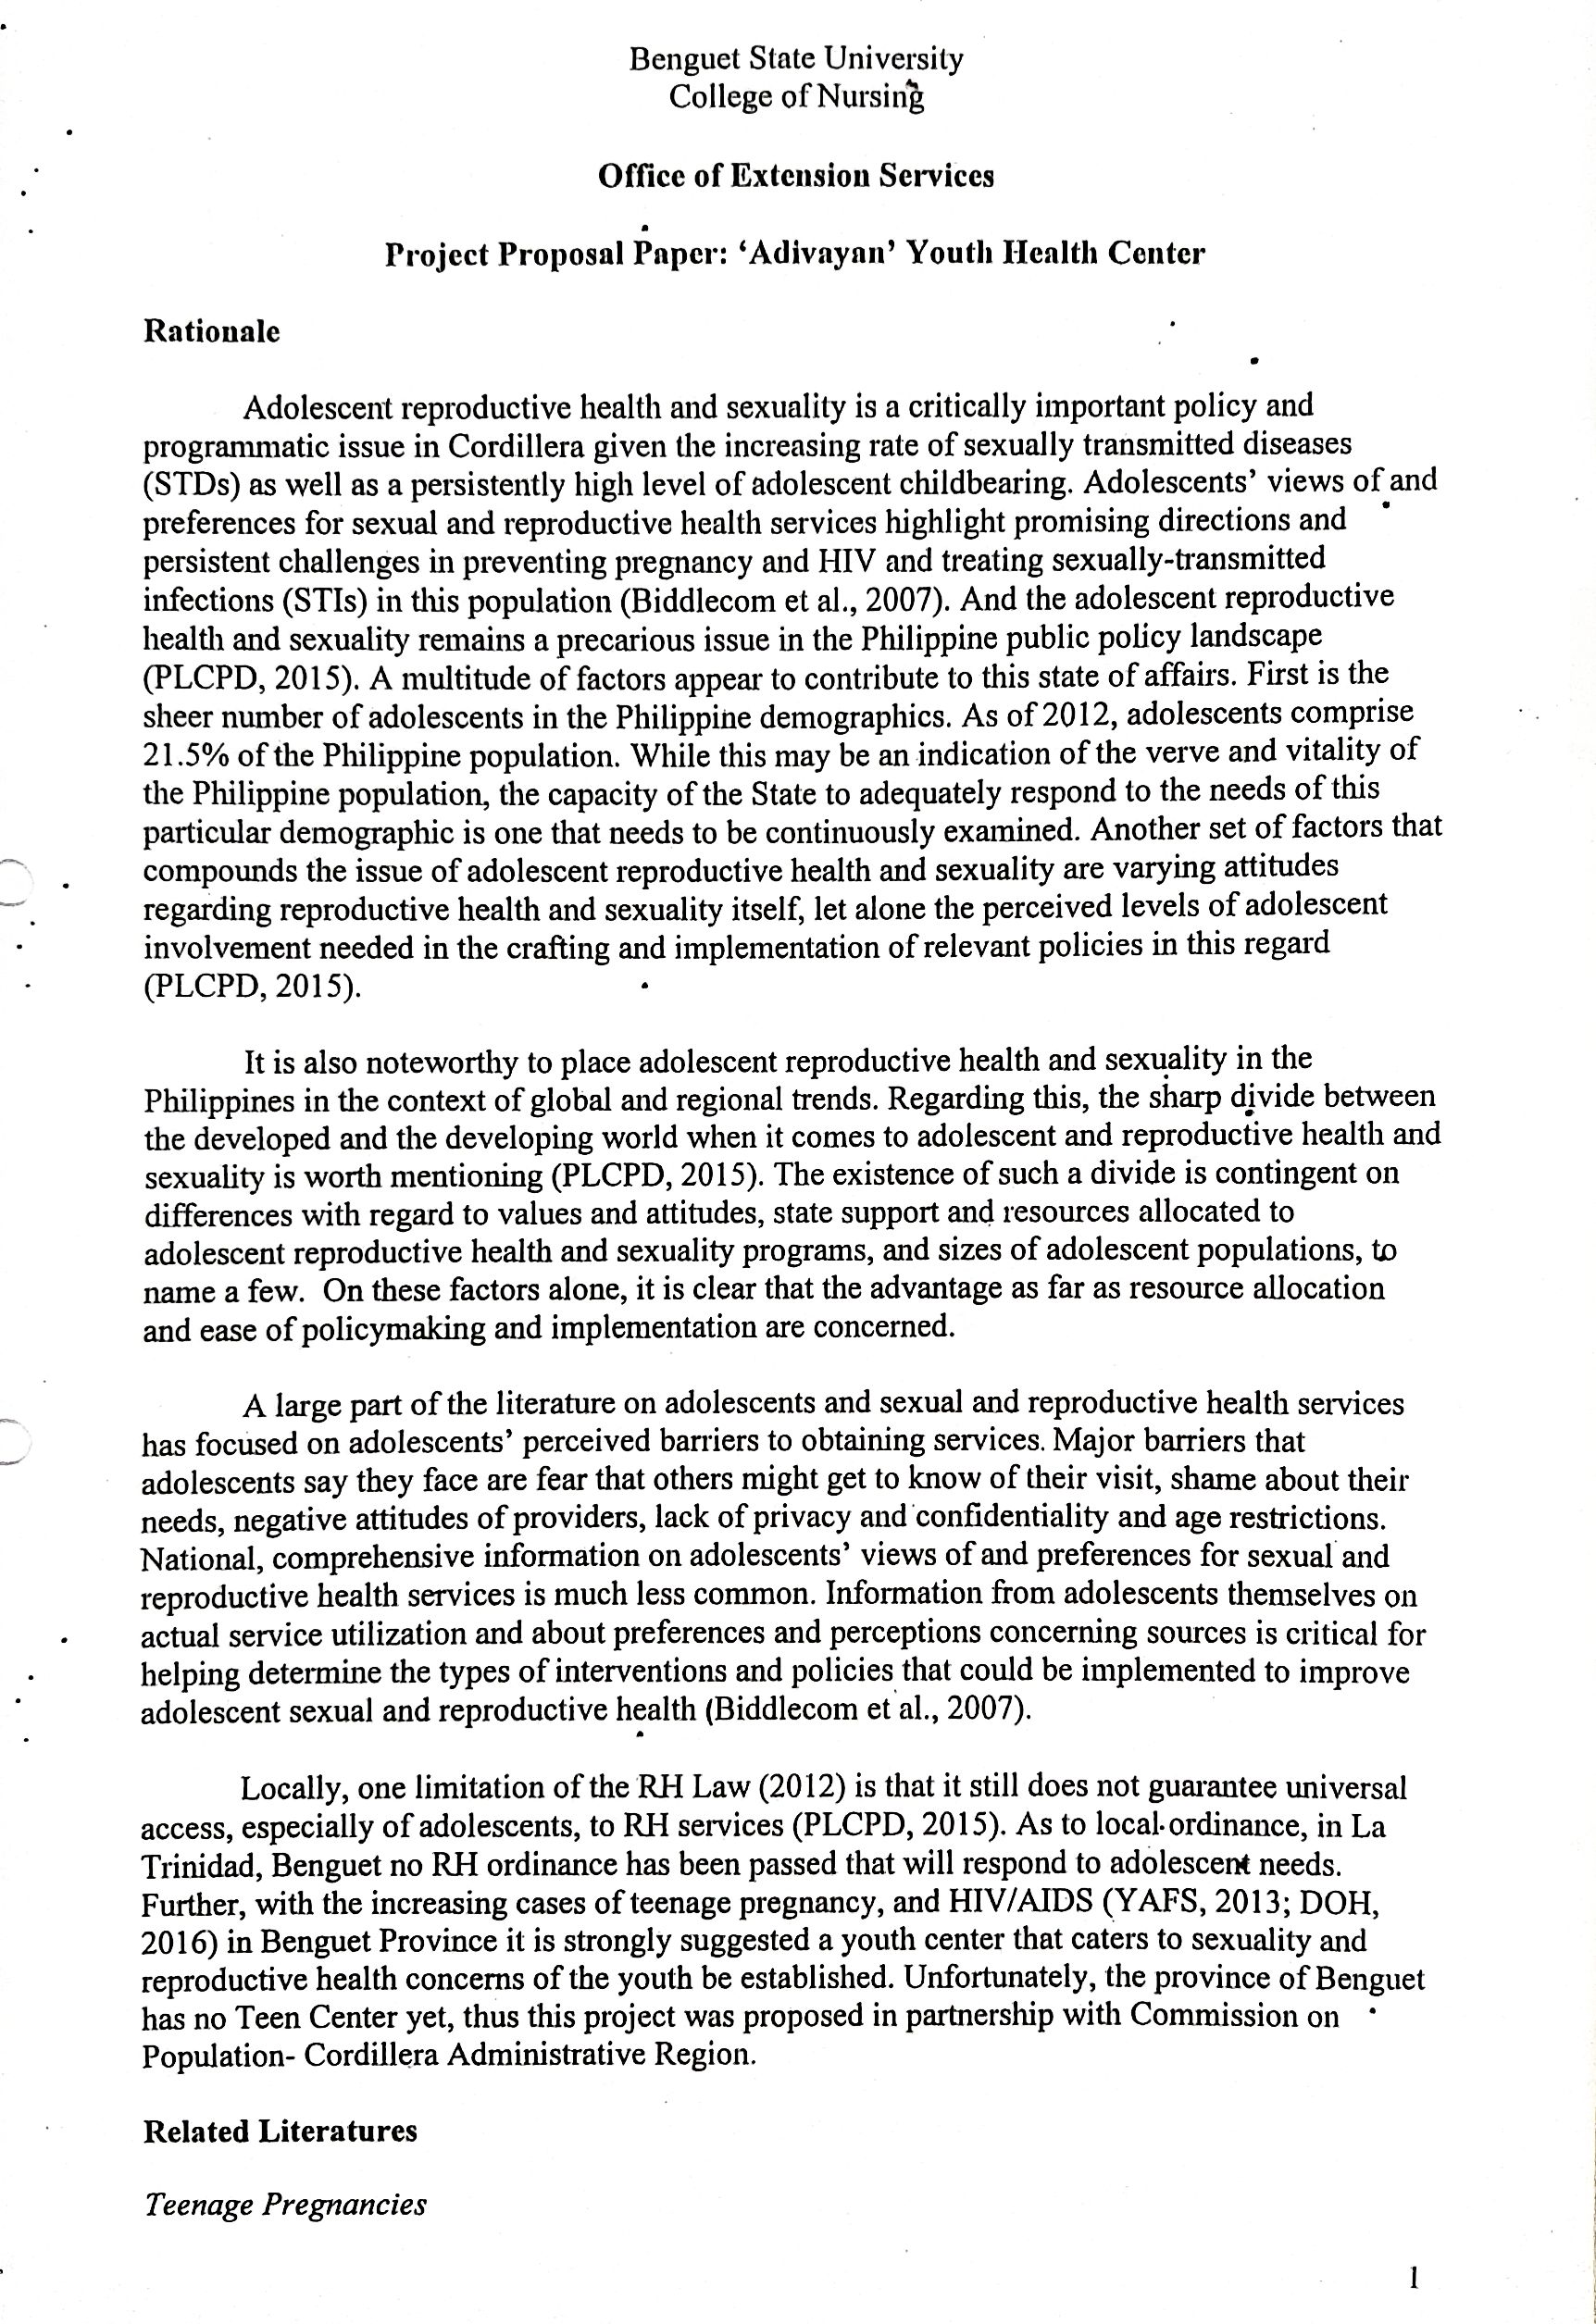 Benguet State University
College of Nursing
Office of Extension Services
Project Proposal Paper: ‘Adivayan’ Youth Health Center
Rationale
Adolescent reproductive health and sexuality is a critically important policy and
programmatic issue in Cordillera given the increasing rate of sexually transmitted diseases
(STDs) as well as a persistently high level of adolescent childbearing. Adolescents’ views of and
preferences for sexual and reproductive health services highlight promising directions and
persistent challenges in preventing pregnancy and HIV and treating sexually-transmitted
infections (STIs) in this population (Biddlecom et al., 2007). And the adolescent reproductive
health and sexuality remains a precarious issue in the Philippine public policy landscape
(PLCPD, 2015). A multitude of factors appear to contribute to this state of affairs. First is the
sheer number of adolescents in the Philippine demographics. As of 2012, adolescents comprise
21.5% of the Philippine population. While this may be an indication of the verve and vitality of
the Philippine population, the capacity of the State to adequately respond to the needs of this
particular demographic is one that needs to be continuously examined. Another set of factors that
compounds the issue of adolescent reproductive health and sexuality are varying attitudes
regarding reproductive health and sexuality itself, let alone the perceived levels of adolescent
involvement needed in the crafting and implementation of relevant policies in this regard
(PLCPD, 2015).
It is also noteworthy to place adolescent reproductive health and sexuality in the
Philippines in the context of global and regional trends. Regarding this, the sharp divide between
the developed and the developing world when it comes to adolescent and reproductive health and
sexuality is worth mentioning (PLCPD, 2015). The existence of such a divide is contingent on
differences with regard to values and attitudes, state support and resources allocated to
adolescent reproductive health and sexuality programs, and sizes of adolescent populations, to
name a few. On these factors alone, it is clear that the advantage as far as resource allocation
and ease of policymaking and implementation are concerned.
A large part of the literature on adolescents and sexual and reproductive health services
has focused on adolescents’ perceived barriers to obtaining services. Major barriers that
adolescents say they face are fear that others might get to know of their visit, shame about their
needs, negative attitudes of providers, lack of privacy and confidentiality and age restrictions.
National, comprehensive information on adolescents’ views of and preferences for sexual and
reproductive health services is much less common. Information from adolescents themselves on
actual service utilization and about preferences and perceptions concerning sources is critical for
helping determine the types of interventions and policies that could be implemented to improve
adolescent sexual and reproductive health (Biddlecom et al., 2007).
Locally, one limitation of the RH Law (2012) is that it still does not guarantee universal
access, especially of adolescents, to RH services (PLCPD, 2015). As to local ordinance, in La
Trinidad, Benguet no RH ordinance has been passed that will respond to adolescent needs.
Further, with the increasing cases of teenage pregnancy, and HIV/AIDS (YAFS, 2013; DOH,
2016) in Benguet Province it is strongly suggested a youth center that caters to sexuality and
reproductive health concerns of the youth be established. Unfortunately, the province of Benguet
has no Teen Center yet, thus this project was proposed in partnership with Commission on
Population- Cordillera Administrative Region.
Related Literatures
Teenage Pregnancies
1